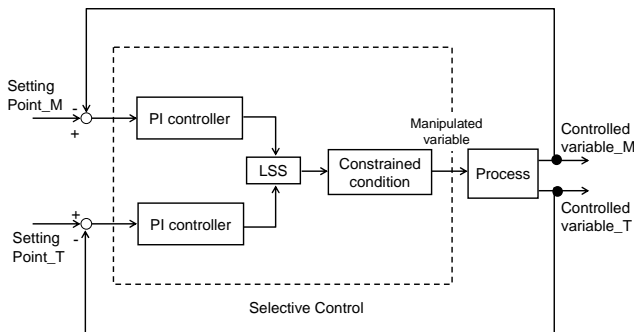 Setting
Point_M
-
+
PI controller
Manipulated
variable
Controlled
variable_M
LSS
Constrained
condition
Process
Setting
Point_T
+
-
PI controller
Controlled
variable_T
Selective Control